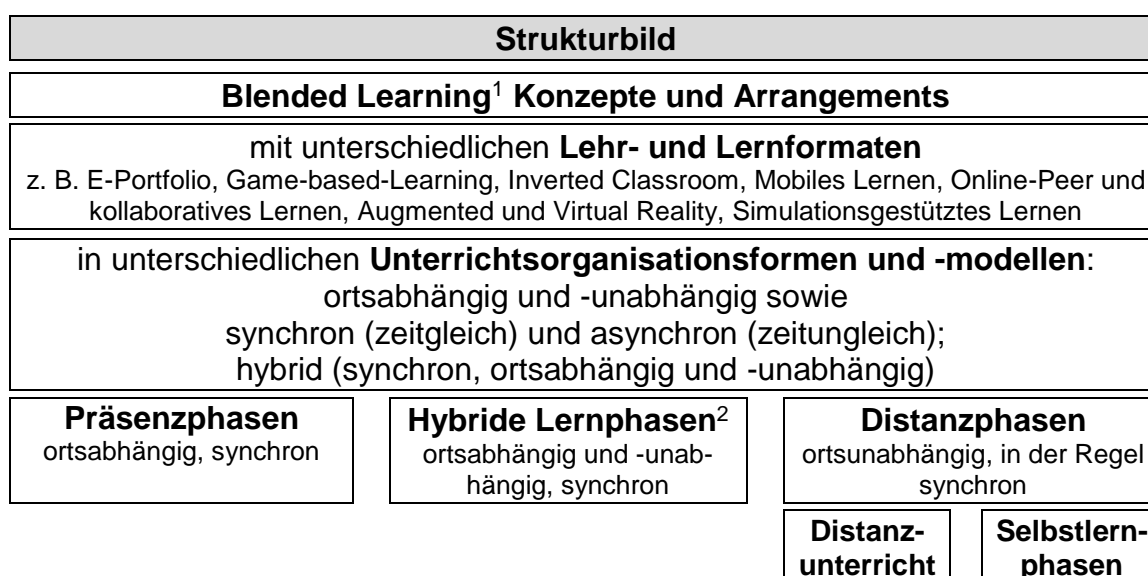 Strukturbild
Blended Learning¹ Konzepte und Arrangements
mit unterschiedlichen Lehr- und Lernformaten
z. B. E-Portfolio, Game-based-Learning, Inverted Classroom, Mobiles Lernen, Online-Peer und
kollaboratives Lernen, Augmented und Virtual Reality, Simulationsgestütztes Lernen
in unterschiedlichen Unterrichtsorganisationsformen und -modellen:
ortsabhängig und -unabhängig sowie
synchron (zeitgleich) und asynchron (zeitungleich);
hybrid (synchron, ortsabhängig und -unabhängig)
Präsenzphasen
ortsabhängig, synchron
Hybride Lernphasen²
ortsabhängig und -unab-
hängig, synchron
Distanzphasen
ortsunabhängig, in der Regel
synchron
Distanz-
unterricht
Selbstlern-
phasen